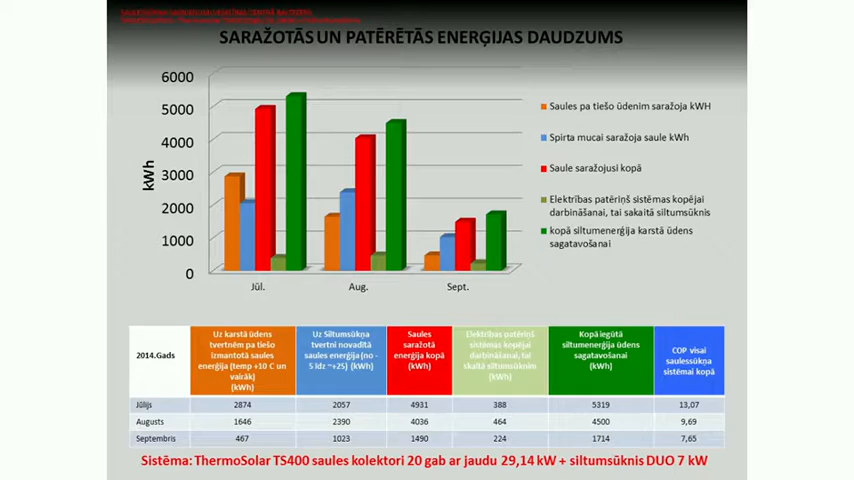 SARAŽOTĀS UN PATĒRĒTĀS ENERĢIJAS DAUDZUMS
6000
5000
4000
3000
2000
1000
0
kWh
Jūl.
Aug.
Sept.
Saules pa tiešo ūdenim saražoja kWH
Spirta mucai saražoja saule kWh
Saule saražojusi kopā
Elektrības patēriņš sistēmas kopējai
darbināšanai, tai sakaitā siltumsūknis
kopā siltumenerģija karstā ūdens
sagatavošanai
2014.Gads
Uz karstā ūdens
tvertnēm pa tiešo
izmantotā saules
enerģija (temp +10 C un
vairāk)
(kWh)
Uz Siltumsūkņa
tvertni novadītā
saules enerģija (no -
5 līdz ~+25) (kWh)
Saules
saražotā
enerģija kopā
(kWh)
Elektrības patēriņš
sistēmas kopējai
darbināšanai, tai
skaitā siltumsūknim
(kWh)
Kopā iegūtā
siltumenerģija ūdens
sagatavošanai
(kWh)
COP visai
saulessūkņa
sistēmai kopā
Jūlijs 2874 2057 4931 388 5319 13,07
Augusts 1646 2390 4036 464 4500 9,69
Septembris 467 1023 1490 224 1714 7,65
Sistēma: ThermoSolar TS400 saules kolektori 20 gab ar jaudu 29,14 kW + siltumsūknis DUO 7 kW